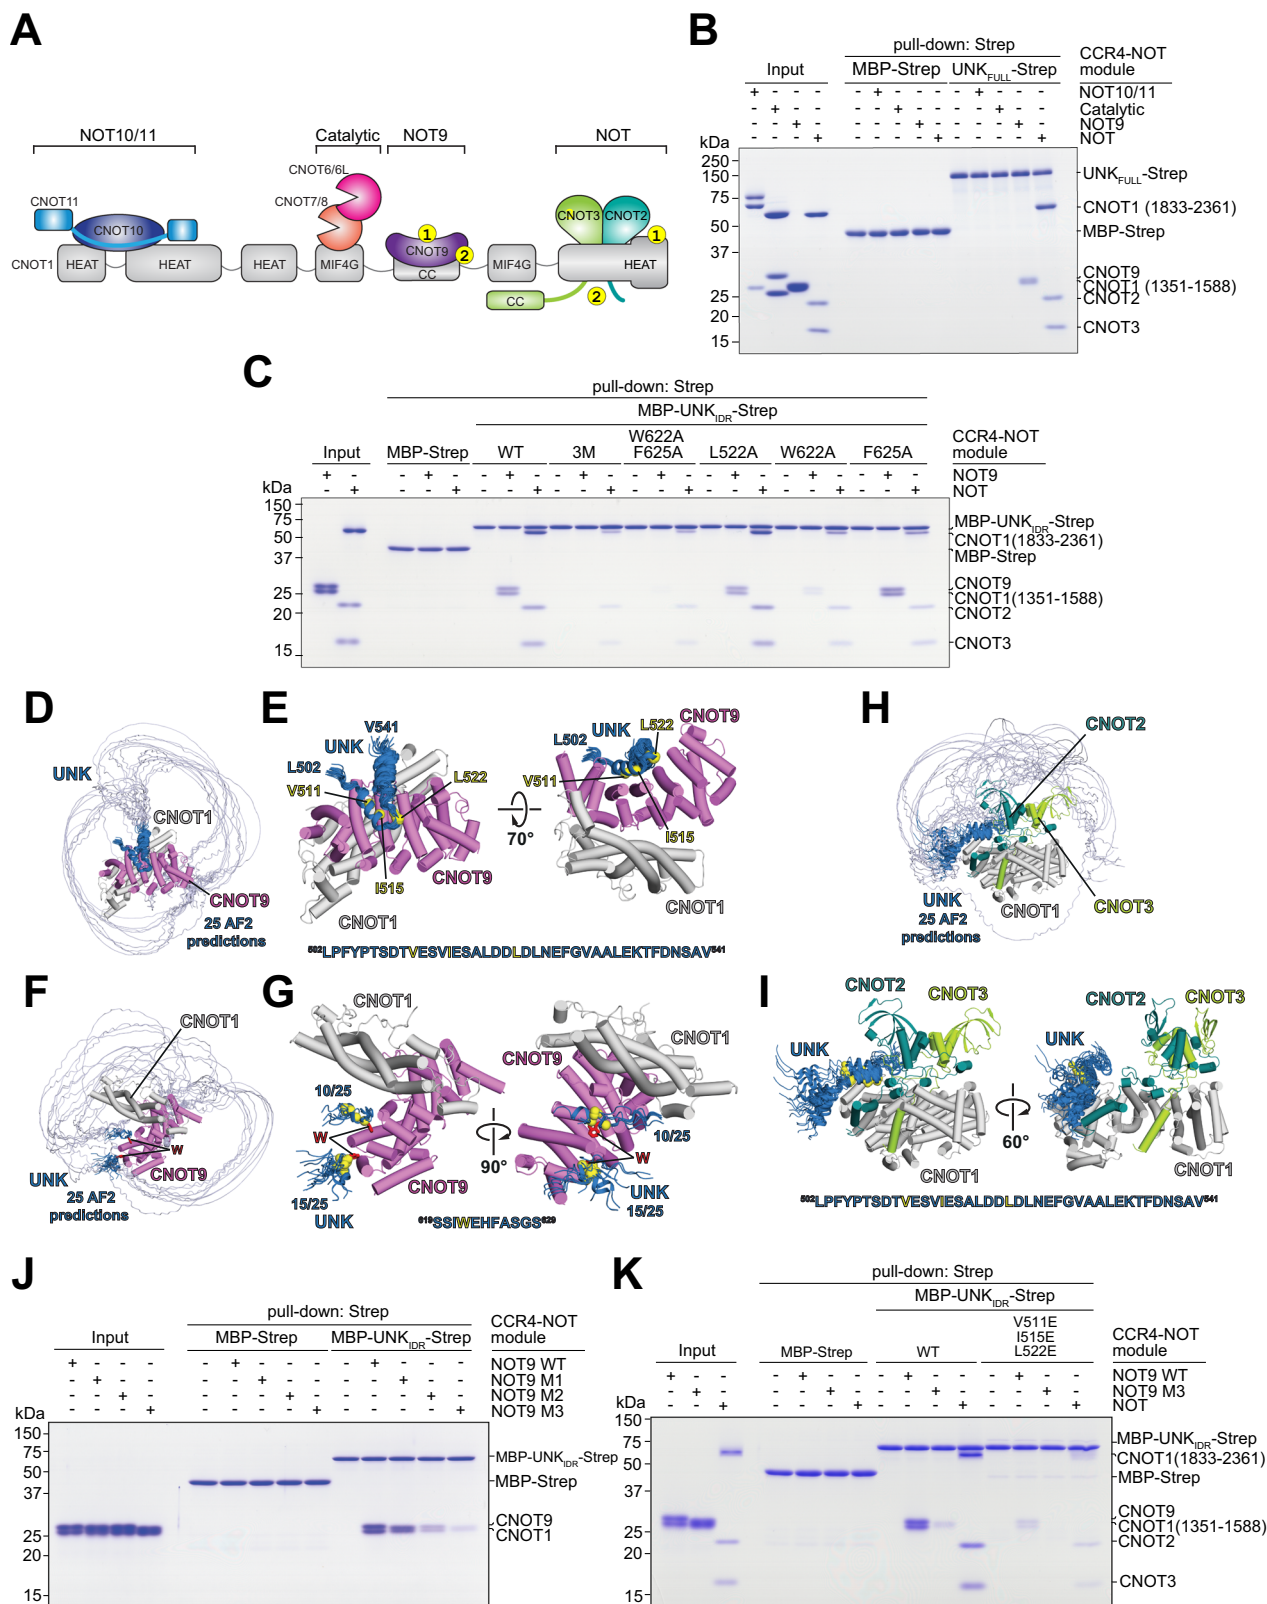 A
NOT10/11
Catalytic
NOT9
NOT
CNOT6/6L
CNOT7/8
CNOT11
CNOT10
CNOT1
HEAT
HEAT
HEAT
MIF4G
1
CNOT9
2
CC
MIF4G
CNOT3
CNOT2
1
HEAT
CC
2
B
pull-down: Strep
Input
MBP-Strep
UNKFULL-Strep
CCR4-NOT
module
+ - - - - + - - - - + - - - NOT10/11
- + - - - - + - - - - + - - Catalytic
- - + - - - - + - - - - + - NOT9
- - - + - - - - + - - - - + NOT
kDa
250
150
75
50
37
25
20
15
UNKFULL-Strep
CNOT1 (1833-2361)
MBP-Strep
CNOT9
CNOT1 (1351-1588)
CNOT2
CNOT3
C
pull-down: Strep
MBP-UNKIDR-Strep
Input
MBP-Strep
WT
3M
W622A
F625A
L522A
W622A
F625A
CCR4-NOT
module
+ - - + - - + - - + - - + - - + - - + - - + - NOT9
- + - - + - - + - - + - - + - - + - - + - - + NOT
kDa
150
75
50
37
25
20
15
MBP-UNKIDR-Strep
CNOT1(1833-2361)
MBP-Strep
CNOT9
CNOT1(1351-1588)
CNOT2
CNOT3
D
UNK
CNOT1
CNOT9
25 AF2
predictions
E
V541
UNK
L502
V511
L522
I515
CNOT9
CNOT1
70°
UNK
L522
CNOT9
L502
V511
I515
CNOT1
502LPFYPTSDTVESVIESALDDLDLNEFGVAALEKTFDNSAV541
F
CNOT1
W
UNK
CNOT9
25 AF2
predictions
G
CNOT1
10/25
W
15/25
UNK
CNOT9
90°
CNOT1
CNOT9
10/25
W
UNK
15/25
619SSIWEHFASGS629
H
CNOT2
UNK
25 AF2
predictions
CNOT1
CNOT3
I
CNOT2
CNOT3
UNK
CNOT1
60°
CNOT2
CNOT3
UNK
CNOT1
502LPFYPTSDTVESVIESALDDLDLNEFGVAALEKTFDNSAV541
J
pull-down: Strep
Input
MBP-Strep
MBP-UNKIDR-Strep
CCR4-NOT
module
+ - - - - + - - - - + - - - NOT9 WT
- + - - - - + - - - - + - - NOT9 M1
- - + - - - - + - - - - + - NOT9 M2
- - - + - - - - + - - - - + NOT9 M3
kDa
150
75
50
37
25
20
15
MBP-UNKIDR-Strep
MBP-Strep
CNOT9
CNOT1
K
pull-down: Strep
MBP-UNKIDR-Strep
Input
MBP-Strep
WT
V511E
I515E
L522E
CCR4-NOT
module
+ - - - + - - - + - - - + - - NOT9 WT
- + - - - + - - - + - - - + - NOT9 M3
- - + - - - + - - - + - - - + NOT
kDa
150
75
50
37
25
20
15
MBP-UNKIDR-Strep
CNOT1(1833-2361)
MBP-Strep
CNOT9
CNOT1(1351-1588)
CNOT2
CNOT3